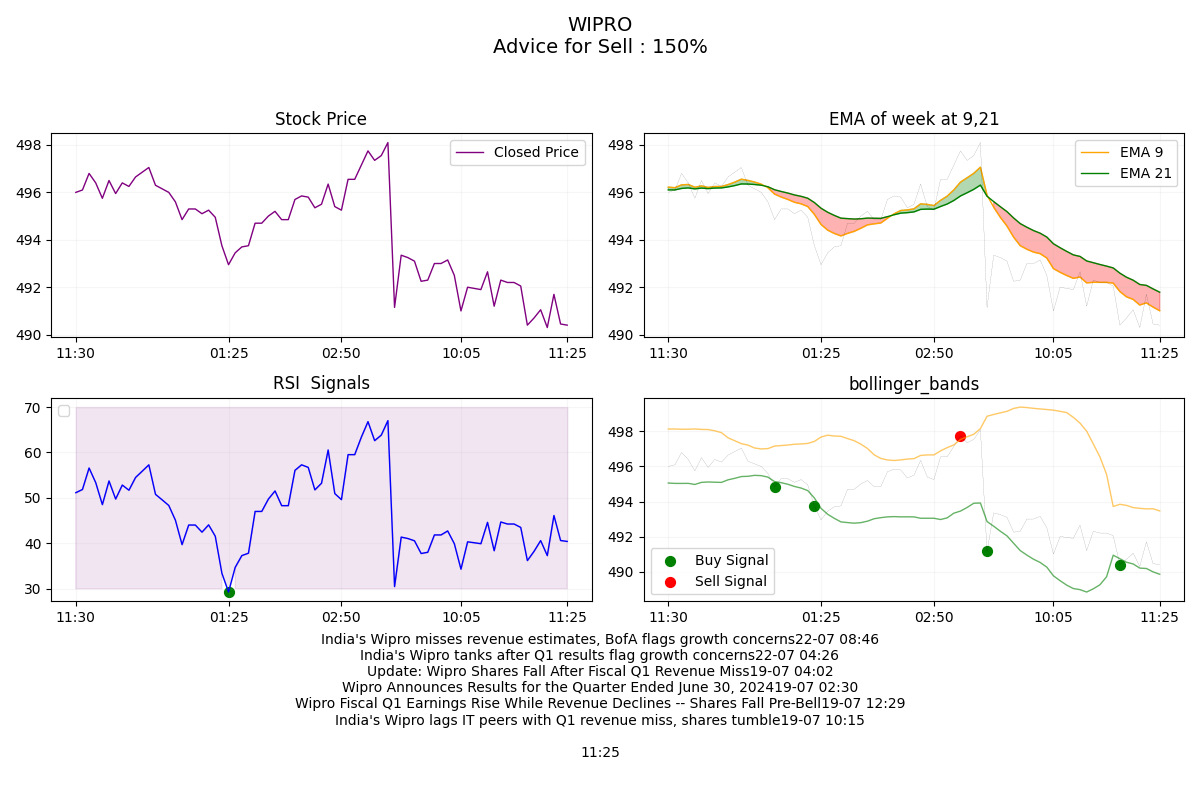 WIPRO
Advice for Sell : 150%
Stock Price
498
496
494
492
490
Closed Price
11:30
01:25
02:50
10:05
11:25
EMA of week at 9,21
498
496
494
492
490
EMA 9
EMA 21
11:30
01:25
02:50
10:05
11:25
RSI  Signals
70
60
50
40
30
11:30
01:25
02:50
10:05
11:25
bollinger_bands
498
496
494
492
490
Buy Signal
Sell Signal
11:30
01:25
02:50
10:05
11:25
India's Wipro misses revenue estimates, BofA flags growth concerns22-07 08:46
India's Wipro tanks after Q1 results flag growth concerns22-07 04:26
Update: Wipro Shares Fall After Fiscal Q1 Revenue Miss19-07 04:02
Wipro Announces Results for the Quarter Ended June 30, 202419-07 02:30
Wipro Fiscal Q1 Earnings Rise While Revenue Declines -- Shares Fall Pre-Bell19-07 12:29
India's Wipro lags IT peers with Q1 revenue miss, shares tumble19-07 10:15
11:25